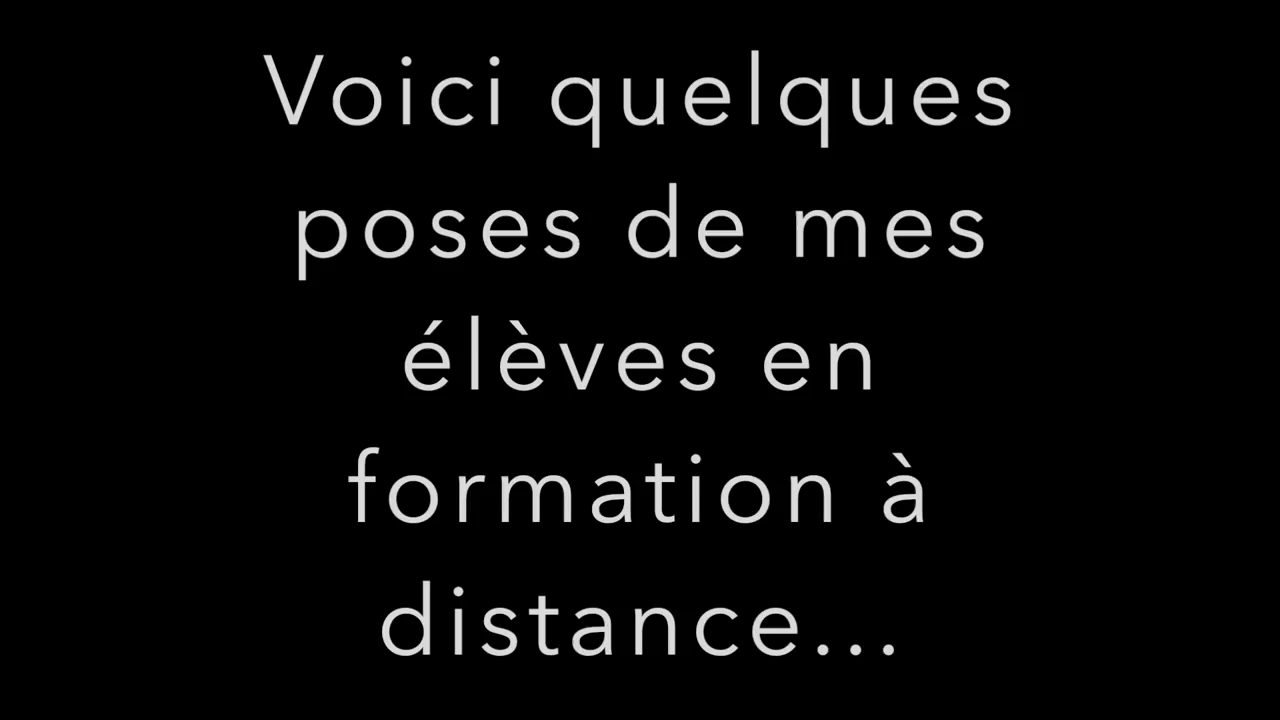 Voici quelques
poses de mes
élèves en
formation à
distance...